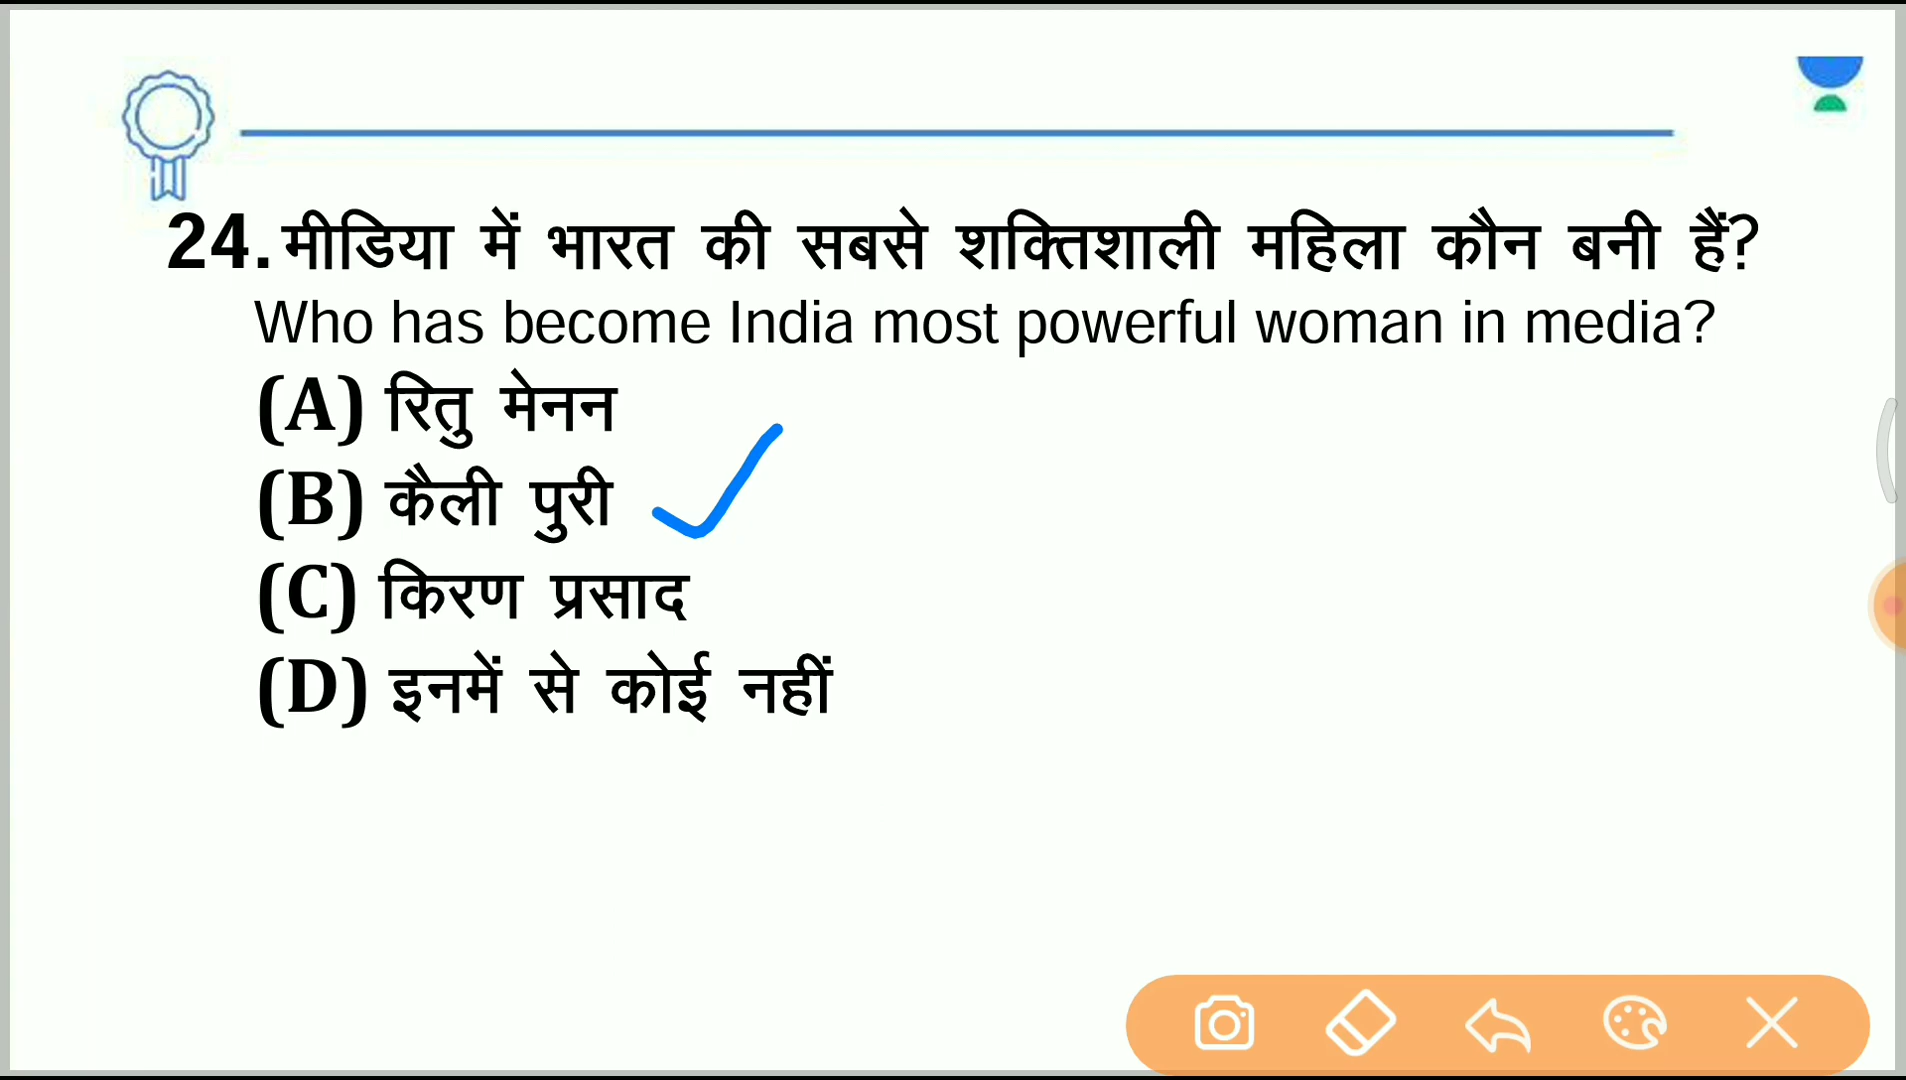 24. मीडिया में भारत की सबसे शक्तिशाली महिला कौन बनी हैं?
Who has become India most powerful woman in media?
(A) रितु मेनन
(B) कैली पुरी
(C) किरण प्रसाद
(D) इनमें से कोई नहीं